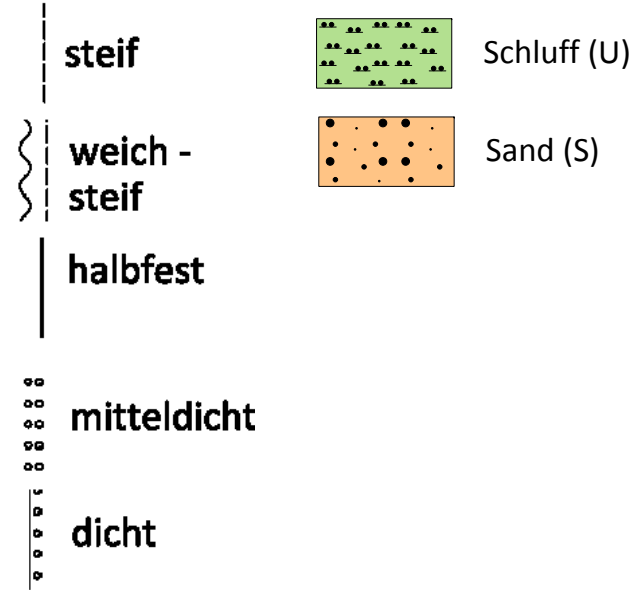 steif
Schluff (U)
weich -
steif
Sand (S)
halbfest
mitteldicht
dicht